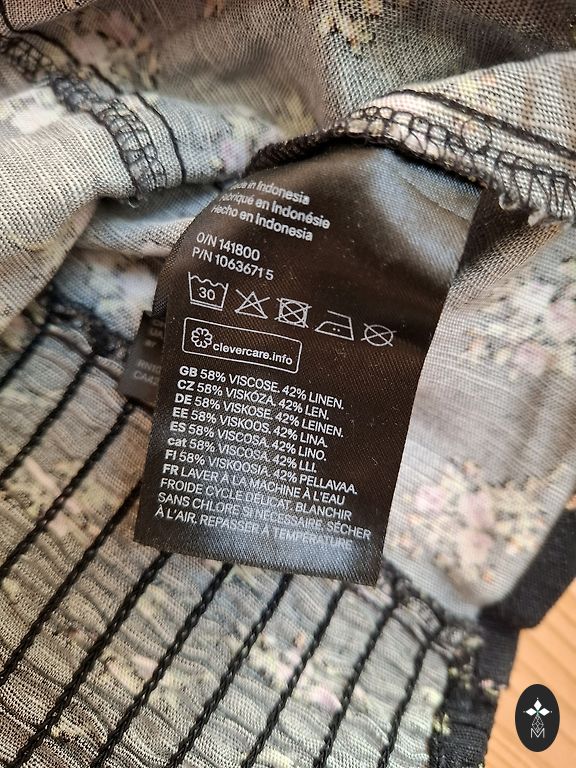 in Indonesia
Fabriqué en Indonésie
Hecho en Indonesia
O/N 141800
P/N 1063671 5
30
clevercare.info
GB 58% VISCOSE. 42% LINEN.
CZ 58% VISKÓZA. 42% LEN.
DE 58% VISKOSE. 42% LEINEN.
EE 58% VISKOOS. 42% LINA.
ES 58% VISCOSA. 42% LINO.
cat 58% VISCOSA. 42% LLI.
FI 58% VISKOOSIA. 42% PELLAVAA.
FR LAVER À LA MACHINE À L'EAU
FROIDE CYCLE DÉLICAT. BLANCHIR
SANS CHLORE SI NÉCESSAIRE. SÉCHER
À L'AIR. REPASSER À TEMPÉRATURE
M